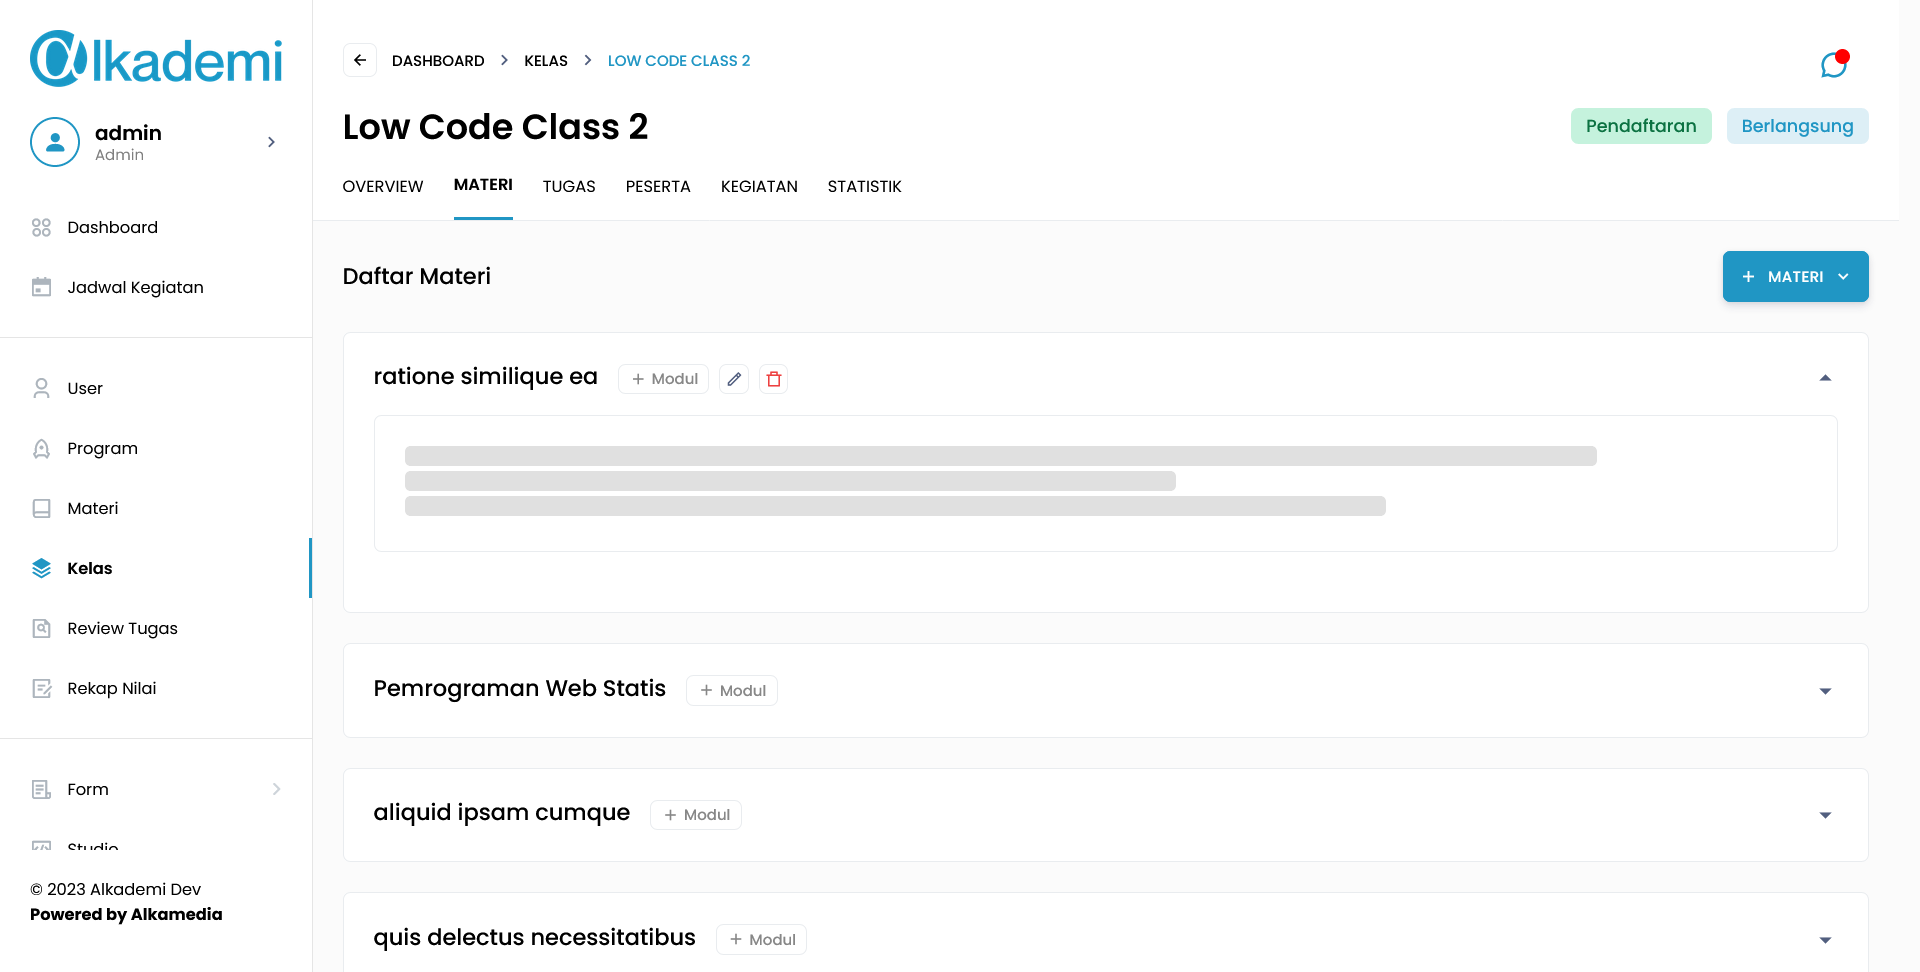 Alkademi
admin
Admin
Dashboard
Jadwal Kegiatan
User
Program
Materi
Kelas
Review Tugas
Rekap Nilai
Form
Studio
© 2023 Alkademi Dev
Powered by Alkamedia
DASHBOARD > KELAS > LOW CODE CLASS 2
Low Code Class 2
Pendaftaran Berlangsung
OVERVIEW MATERI TUGAS PESERTA KEGIATAN STATISTIK
Daftar Materi
+ MATERI
ratione similique ea + Modul
Pemrograman Web Statis + Modul
aliquid ipsam cumque + Modul
quis delectus necessitatibus + Modul